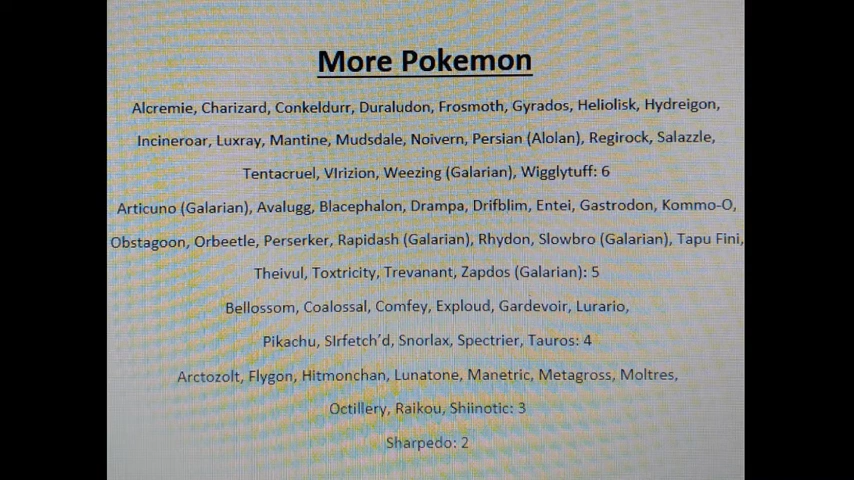 More Pokemon
Alcremie, Charizard, Conkeldurr, Duraludon, Frosmoth, Gyrados, Heliolisk, Hydreigon,
Incineroar, Luxray, Mantine, Mudsdale, Noivern, Persian (Alolan), Regirock, Salazzle,
Tentacruel, VIrizion, Weezing (Galarian), Wigglytuff: 6
Articuno (Galarian), Avalugg, Blacephalon, Drampa, Drifblim, Entei, Gastrodon, Kommo-O,
Obstagoon, Orbeetle, Perserker, Rapidash (Galarian), Rhydon, Slowbro (Galarian), Tapu Fini,
Theivul, Toxtricity, Trevanant, Zapdos (Galarian): 5
Bellossom, Coalossal, Comfey, Exploud, Gardevoir, Lurario,
Pikachu, SIrfetch'd, Snorlax, Spectrier, Tauros: 4
Arctozolt, Flygon, Hitmonchan, Lunatone, Manetric, Metagross, Moltres,
Octillery, Raikou, Shiinotic: 3
Sharpedo: 2